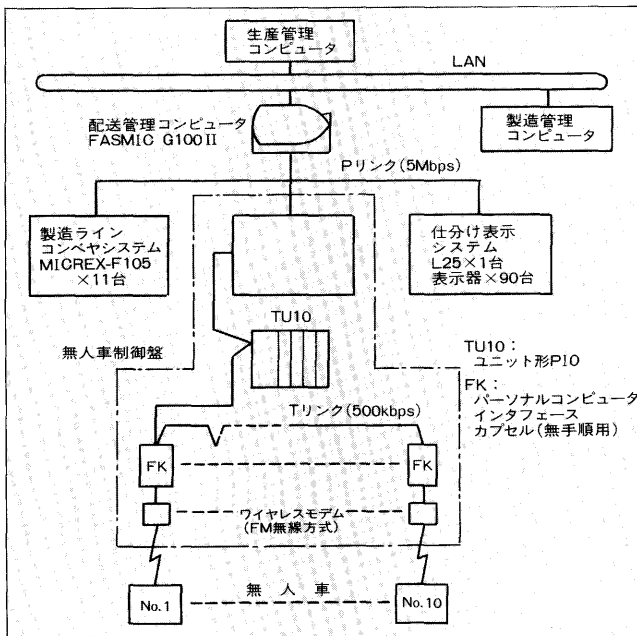 生産管理
コンピュータ
LAN
配送管理コンピュータ
FASMIC G100Ⅱ
製造管理
コンピュータ
Pリンク(5Mbps)
製造ライン
コンベヤシステム
MICREX-F105
×11台
仕分け表示
システム
L25×1台
表示器×90台
TU10
無人車制御盤
TU10：
ユニット形PIO
FK：
パーソナルコンピュータ
インタフェース
カプセル(無手順用)
Tリンク(500kbps)
FK
FK
ワイヤレスモデム
(FM無線方式)
無人車
No.1
No.10